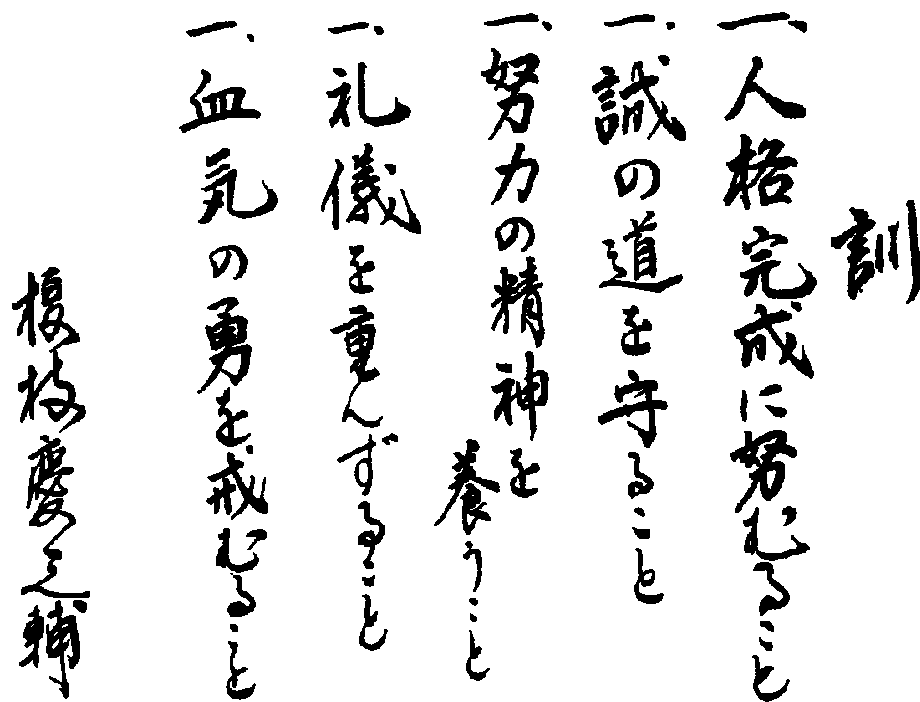 訓
一、人格完成に努むること
一、誠の道を守ること
一、努力の精神を養うこと
一、礼儀を重んずること
一、血気の勇を戒むること
榎枝慶之輔